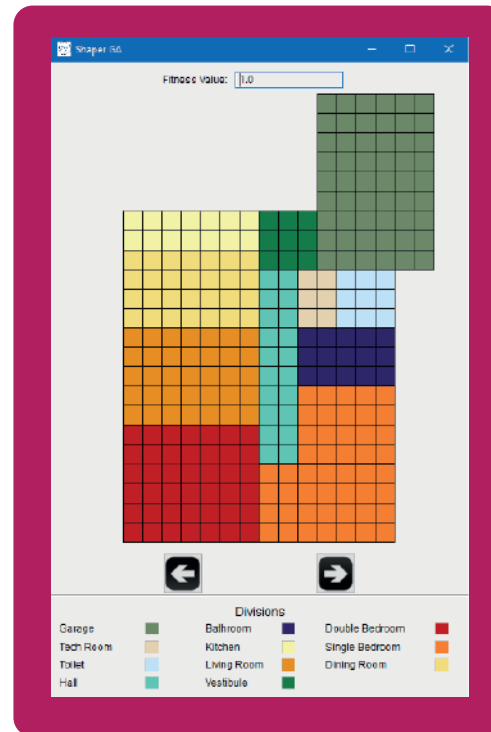 Shaper GA
Fitness Value: 1.0
Divisions
Garage Bathroom Double Bedroom
Tech Room Kitchen Single Bedroom
Toilet Living Room Dining Room
Hall Vestibule